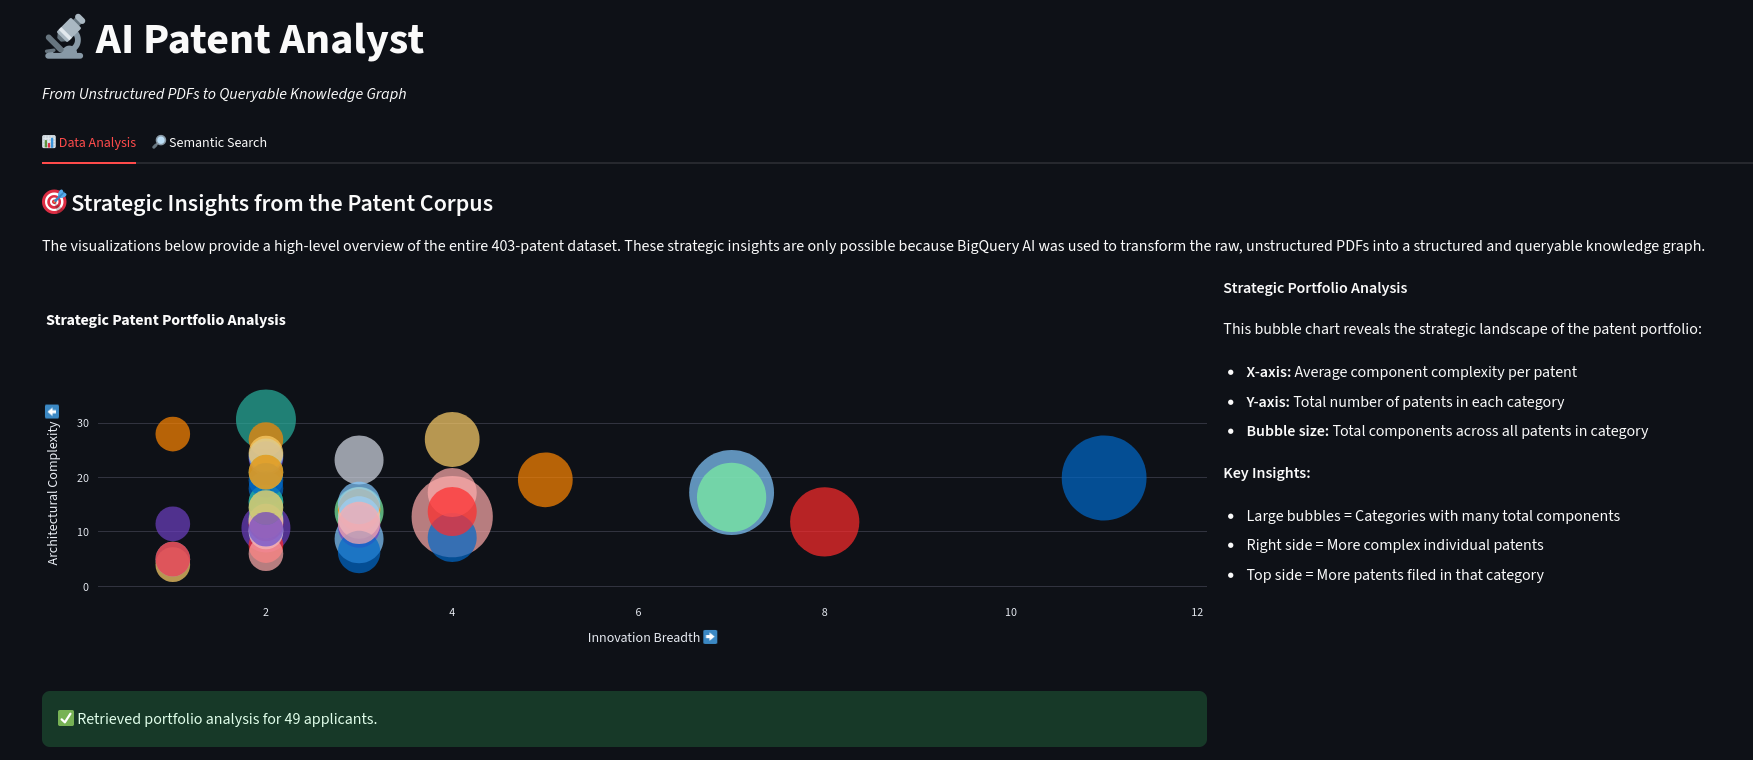 AI Patent Analyst
From Unstructured PDFs to Queryable Knowledge Graph
Data Analysis
Semantic Search
Strategic Insights from the Patent Corpus
The visualizations below provide a high-level overview of the entire 403-patent dataset. These strategic insights are only possible because BigQuery AI was used to transform the raw, unstructured PDFs into a structured and queryable knowledge graph.
Strategic Patent Portfolio Analysis
Architectural Complexity
30
20
10
0
2
4
6
8
10
12
Innovation Breadth
Retrieved portfolio analysis for 49 applicants.
Strategic Portfolio Analysis
This bubble chart reveals the strategic landscape of the patent portfolio:
• X-axis: Average component complexity per patent
• Y-axis: Total number of patents in each category
• Bubble size: Total components across all patents in category
Key Insights:
• Large bubbles = Categories with many total components
• Right side = More complex individual patents
• Top side = More patents filed in that category